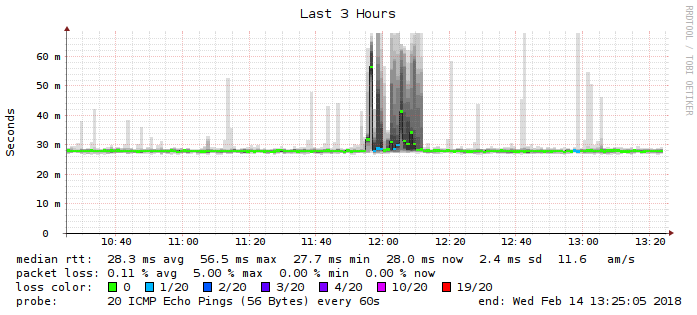 Last 3 Hours
RRDTOOL / TOBI OETIKER
Seconds
60 m
50 m
40 m
30 m
20 m
10 m
0
10:40 11:00 11:20 11:40 12:00 12:20 12:40 13:00 13:20
median rtt: 28.3 ms avg 56.5 ms max 27.7 ms min 28.0 ms now 2.4 ms sd 11.6 am/s
packet loss: 0.11 % avg 5.00 % max 0.00 % min 0.00 % now
loss color: 0 1/20 2/20 3/20 4/20 10/20 19/20
probe: 20 ICMP Echo Pings (56 Bytes) every 60s end: Wed Feb 14 13:25:05 2018